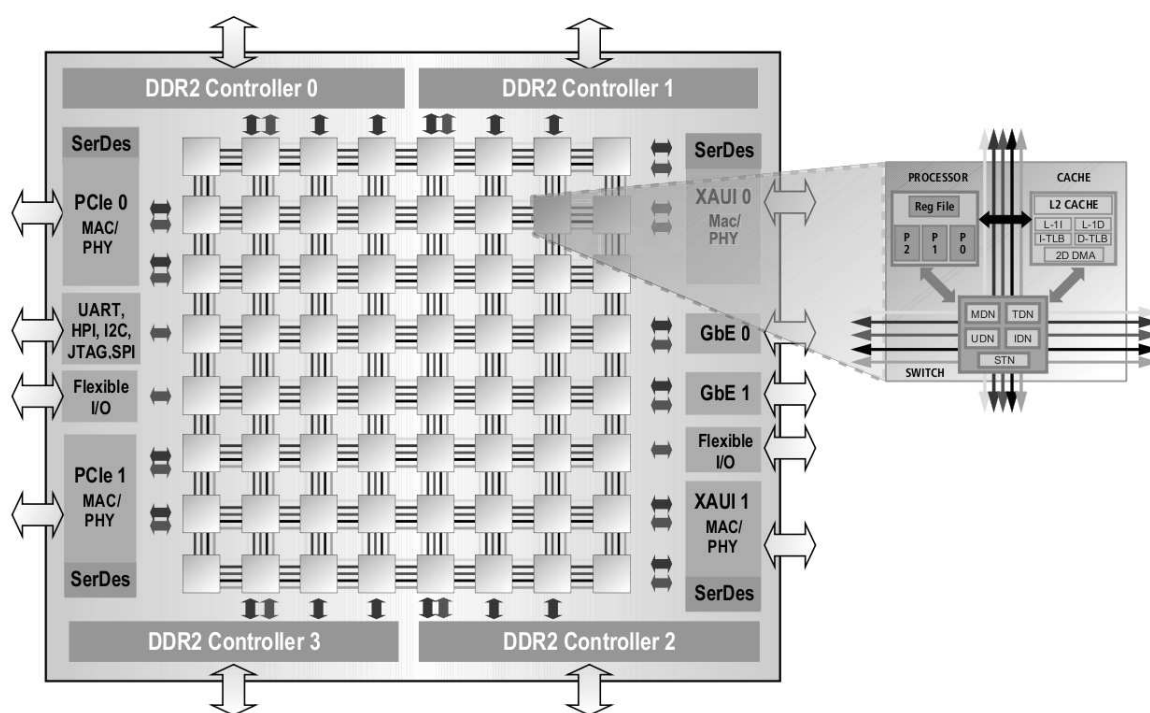 DDR2 Controller 0
DDR2 Controller 1
SerDes
PCIe 0
MAC/
PHY
UART,
HPI, I2C,
JTAG.SPI
Flexible
I/O
PCIe 1
MAC/
PHY
SerDes
SerDes
XAUI 0
Mac/
PHY
GbE 0
GbE 1
Flexible
I/O
XAUI 1
MAC/
PHY
SerDes
DDR2 Controller 3
DDR2 Controller 2
PROCESSOR
Reg File
P
2
P
1
P
0
CACHE
L2 CACHE
L-1I
L-1D
I-TLB
D-TLB
2D DMA
MDN
TDN
UDN
IDN
STN
SWITCH